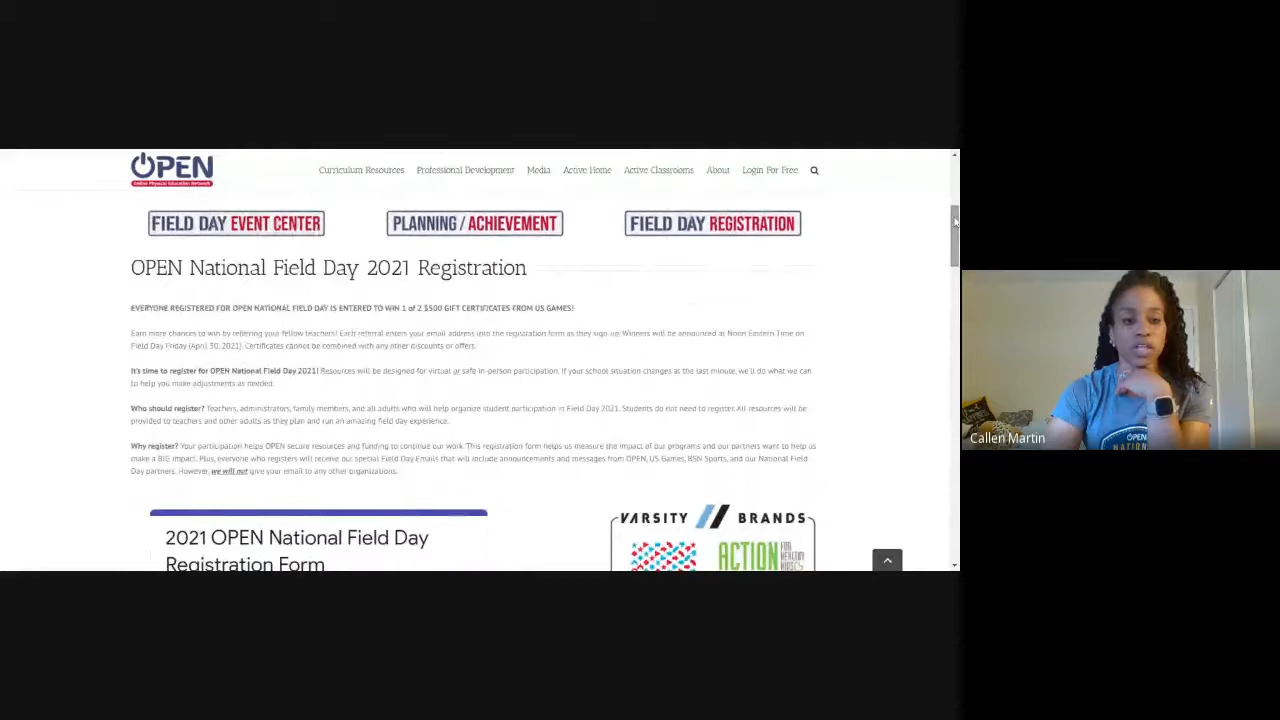 OPEN
Online Physical Education Network
Curriculum Resources Professional Development Media Active Home Active Classrooms About Login For Free
FIELD DAY EVENT CENTER
PLANNING / ACHIEVEMENT
FIELD DAY REGISTRATION
OPEN National Field Day 2021 Registration
EVERYONE REGISTERED FOR OPEN NATIONAL FIELD DAY IS ENTERED TO WIN 1 of 2 $500 GIFT CERTIFICATES FROM US GAMES!
Earn more chances to win by referring your fellow teachers! Each referral enters your email address into the registration form as they sign up. Winners will be announced at Noon Eastern Time on
Field Day Friday (April 30, 2021). Certificates cannot be combined with any other discounts or offers.
It's time to register for OPEN National Field Day 2021! Resources will be designed for virtual or safe in-person participation. If your school situation changes at the last minute, we'll do what we can
to help you make adjustments as needed.
Who should register? Teachers, administrators, family members, and all adults who will help organize student participation in Field Day 2021. Students do not need to register. All resources will be
provided to teachers and other adults as they plan and run an amazing field day experience.
Why register? Your participation helps OPEN secure resources and funding to continue our work. This registration form helps us measure the impact of our programs and our partners want to help us
make a BIG impact. Plus, everyone who registers will receive our special Field Day Emails that will include announcements and messages from OPEN, US Games, BSN Sports, and our National Field
Day partners. However, we will not give your email to any other organizations.
2021 OPEN National Field Day
Registration Form
VARSITY BRANDS
ACTION FOR HEALTHY KIDS
Callen Martin
OPEN